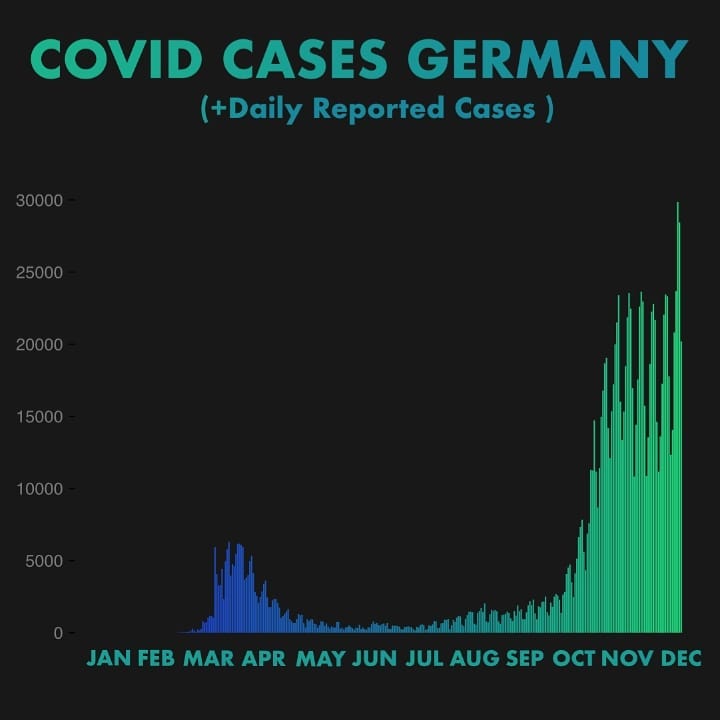 COVID CASES GERMANY
(+Daily Reported Cases )
30000
25000
20000
15000
10000
5000
0
JAN FEB MAR APR MAY JUN JUL AUG SEP OCT NOV DEC